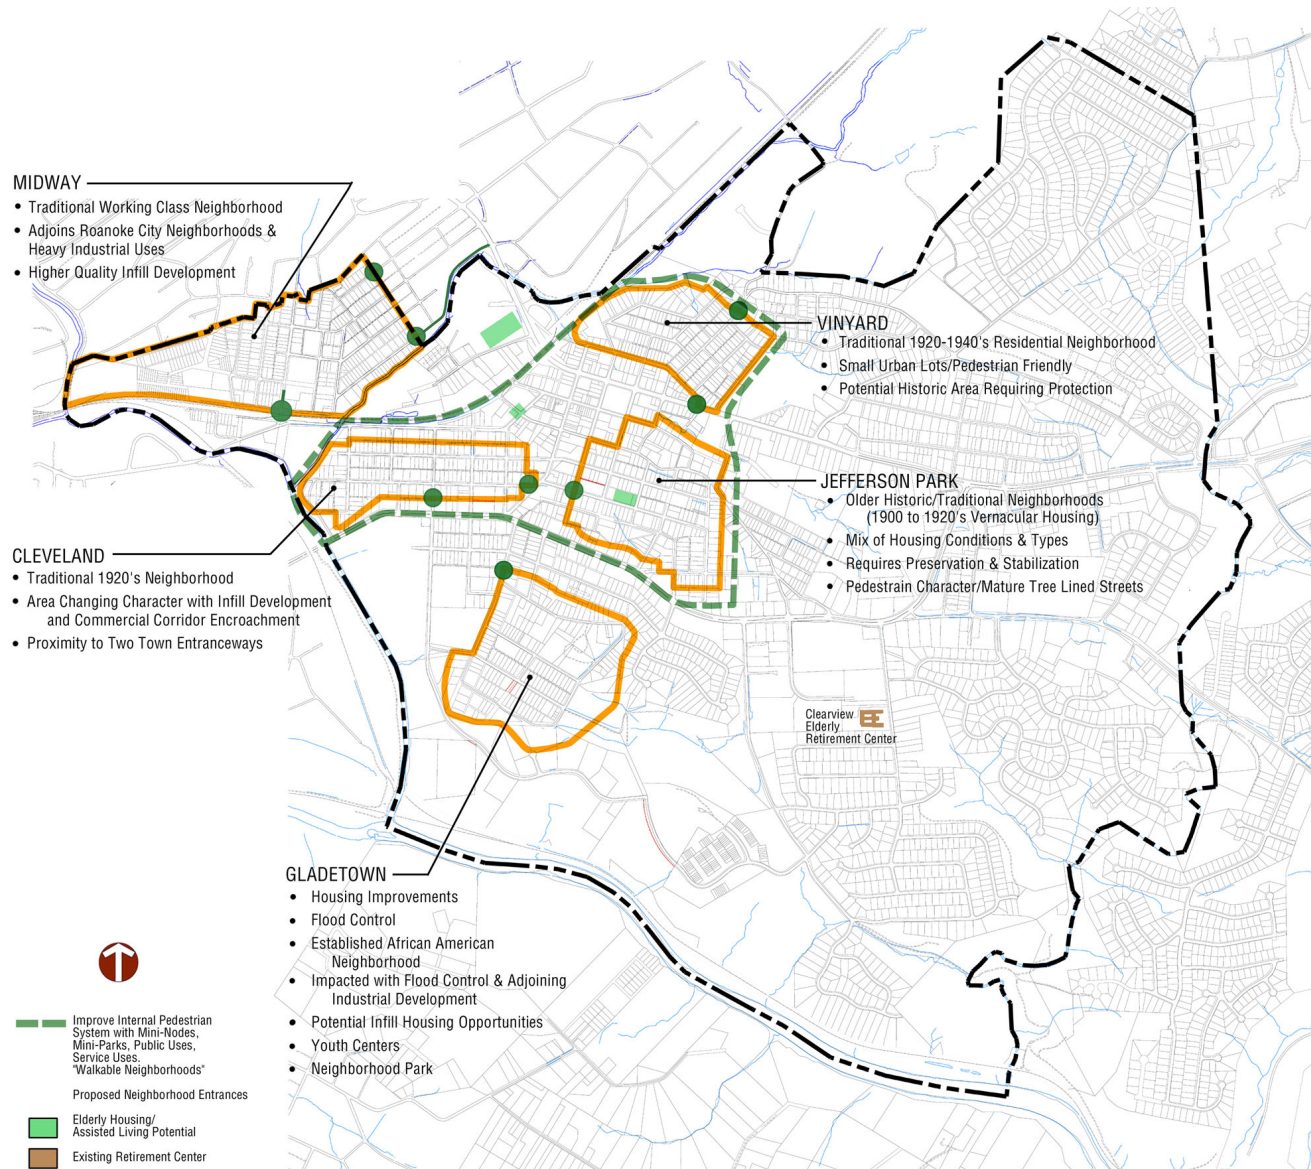 MIDWAY
• Traditional Working Class Neighborhood
• Adjoins Roanoke City Neighborhoods &
Heavy Industrial Uses
• Higher Quality Infill Development
VINYARD
• Traditional 1920-1940's Residential Neighborhood
• Small Urban Lots/Pedestrian Friendly
• Potential Historic Area Requiring Protection
JEFFERSON PARK
• Older Historic/Traditional Neighborhoods
(1900 to 1920's Vernacular Housing)
• Mix of Housing Conditions & Types
• Requires Preservation & Stabilization
• Pedestrain Character/Mature Tree Lined Streets
CLEVELAND
• Traditional 1920's Neighborhood
• Area Changing Character with Infill Development
and Commercial Corridor Encroachment
• Proximity to Two Town Entranceways
Clearview
Elderly
Retirement Center
GLADETOWN
• Housing Improvements
• Flood Control
• Established African American
Neighborhood
• Impacted with Flood Control & Adjoining
Industrial Development
• Potential Infill Housing Opportunities
• Youth Centers
• Neighborhood Park
Improve Internal Pedestrian
System with Mini-Nodes,
Mini-Parks, Public Uses,
Service Uses.
"Walkable Neighborhoods"
Proposed Neighborhood Entrances
Elderly Housing/
Assisted Living Potential
Existing Retirement Center